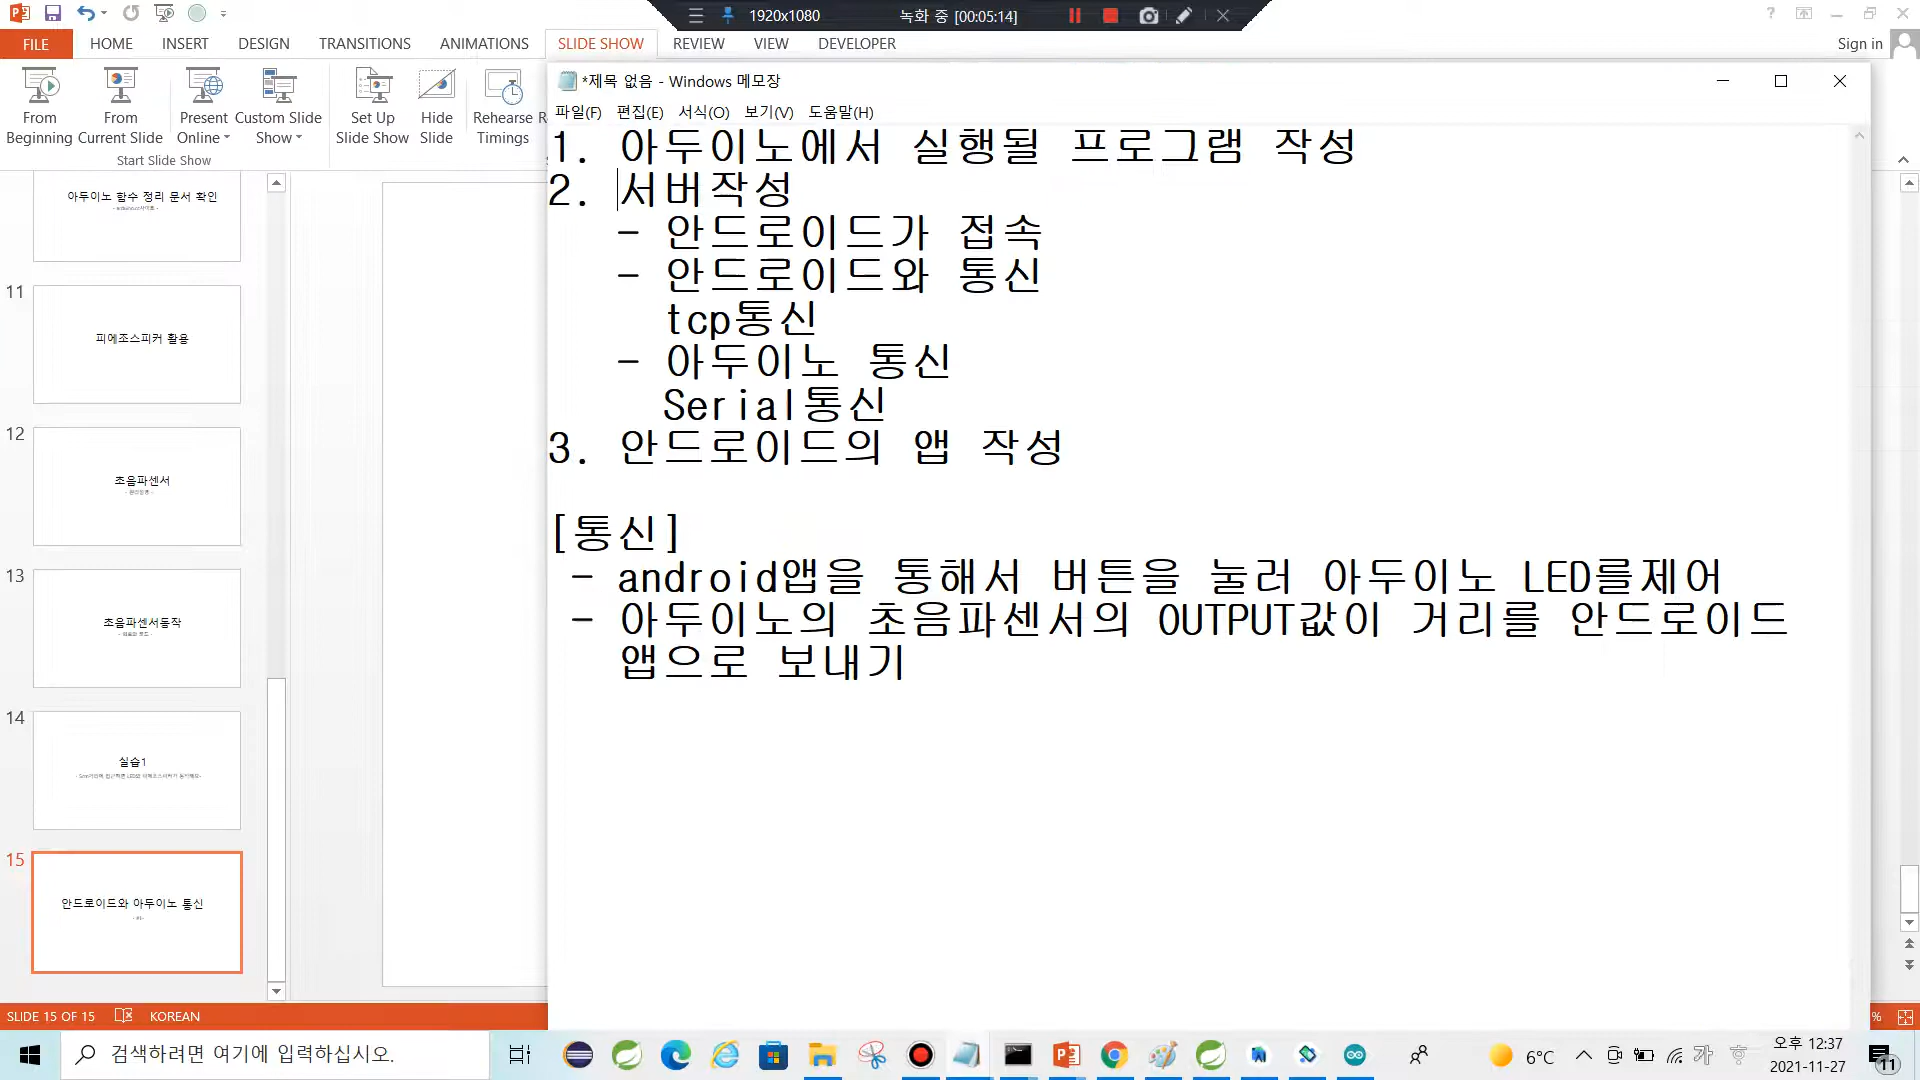 1920x1080
녹화 중 [00:05:14]
FILE HOME INSERT DESIGN TRANSITIONS ANIMATIONS SLIDE SHOW REVIEW VIEW DEVELOPER
Sign in
From Beginning
From Current Slide
Present Online
Custom Slide Show
Set Up Slide Show
Hide Slide
Rehearse Timings
Start Slide Show
*제목 없음 - Windows 메모장
파일(F) 편집(E) 서식(O) 보기(V) 도움말(H)
1. 아두이노에서 실행될 프로그램 작성
2. 서버작성
- 안드로이드가 접속
- 안드로이드와 통신
tcp통신
- 아두이노 통신
Serial통신
3. 안드로이드의 앱 작성
[통신]
- android앱을 통해서 버튼을 눌러 아두이노 LED를제어
- 아두이노의 초음파센서의 OUTPUT값이 거리를 안드로이드
앱으로 보내기
아두이노 함수 정리 문서 확인
11
피에조스피커 활용
12
초음파센서
13
초음파센서동작
14
실습1
15
안드로이드와 아두이노 통신
SLIDE 15 OF 15 KOREAN
%
검색하려면 여기에 입력하십시오.
6°C
가
오후 12:37
2021-11-27
11